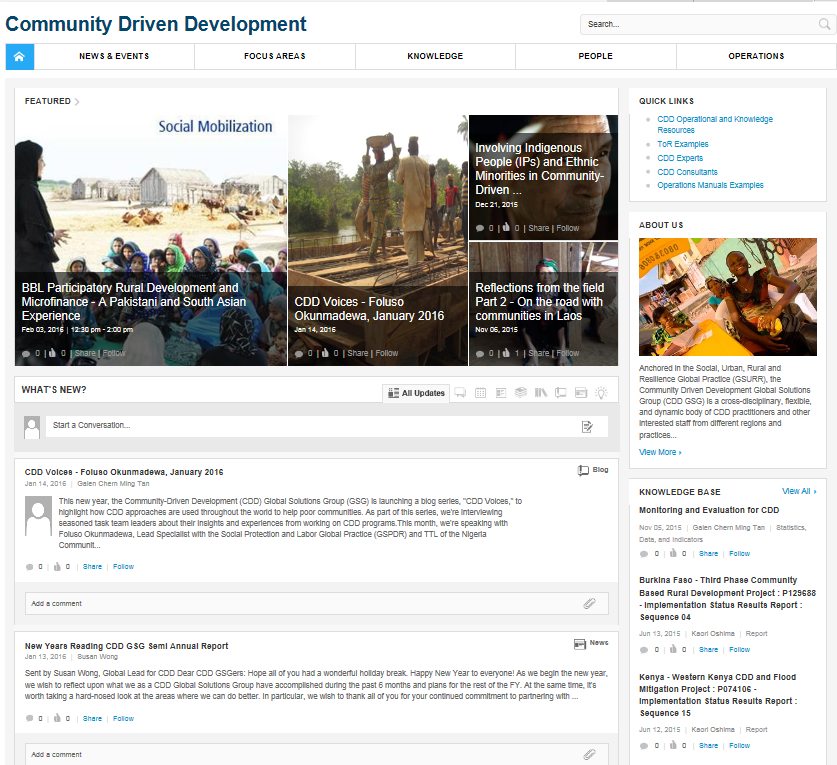 Community Driven Development
Search...
NEWS & EVENTS
FOCUS AREAS
KNOWLEDGE
PEOPLE
OPERATIONS
FEATURED
Social Mobilization
BBL Participatory Rural Development and
Microfinance - A Pakistani and South Asian
Experience
Feb 03, 2016 | 12:30 pm - 2:00 pm
0 | 0 | Share | Follow
CDD Voices - Foluso
Okunmadewa, January 2016
Jan 14, 2016
0 | 0 | Share | Follow
Involving Indigenous
People (IPs) and Ethnic
Minorities in Community-
Driven ...
Dec 21, 2015
0 | 0 | Share | Follow
Reflections from the field
Part 2 - On the road with
communities in Laos
Nov 06, 2015
0 | 1 | Share | Follow
WHAT'S NEW?
All Updates
Start a Conversation...
CDD Voices - Foluso Okunmadewa, January 2016
Blog
Jan 14, 2016 | Galen Chern Ming Tan
This new year, the Community-Driven Development (CDD) Global Solutions Group (GSG) is launching a blog series, "CDD Voices," to
highlight how CDD approaches are used throughout the world to help poor communities. As part of this series, we're interviewing
seasoned task team leaders about their insights and experiences from working on CDD programs.This month, we're speaking with
Foluso Okunmadewa, Lead Specialist with the Social Protection and Labor Global Practice (GSPDR) and TTL of the Nigeria
Communit...
0 | 0 | Share | Follow
Add a comment
New Years Reading CDD GSG Semi Annual Report
News
Jan 13, 2016 | Susan Wong
Sent by Susan Wong, Global Lead for CDD Dear CDD GSGers: Hope all of you had a wonderful holiday break. Happy New Year to everyone! As we begin the new year,
we wish to reflect upon what we as a CDD Global Solutions Group have accomplished during the past 6 months and plans for the rest of the FY. At the same time, it's
worth taking a hard-nosed look at the areas where we can do better. In particular, we wish to thank all of you for your continued commitment to partnering with ...
0 | 0 | Share | Follow
Add a comment
QUICK LINKS
CDD Operational and Knowledge
Resources
ToR Examples
CDD Experts
CDD Consultants
Operations Manuals Examples
ABOUT US
Anchored in the Social, Urban, Rural and
Resilience Global Practice (GSURR), the
Community Driven Development Global Solutions
Group (CDD GSG) is a cross-disciplinary, flexible,
and dynamic body of CDD practitioners and other
interested staff from different regions and
practices...
View More ›
KNOWLEDGE BASE
View All ›
Monitoring and Evaluation for CDD
Nov 05, 2015 | Galen Chern Ming Tan | Statistics,
Data, and Indicators
0 | 0 | Share | Follow
Burkina Faso - Third Phase Community
Based Rural Development Project : P129688
- Implementation Status Results Report :
Sequence 04
Jun 13, 2015 | Kaori Oshima | Report
0 | 0 | Share | Follow
Kenya - Western Kenya CDD and Flood
Mitigation Project : P074106 -
Implementation Status Results Report :
Sequence 15
Jun 12, 2015 | Kaori Oshima | Report
0 | 0 | Share | Follow